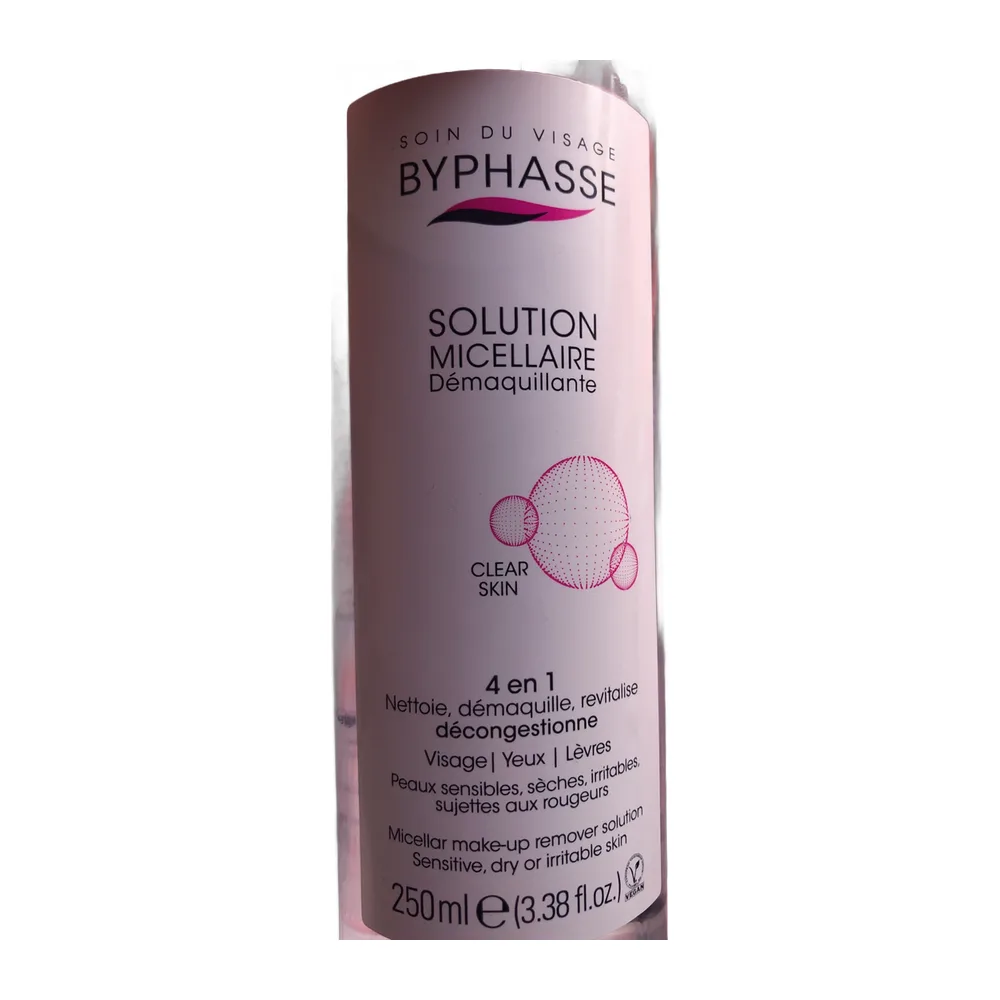 SOIN DU VISAGE
BYPHASSE
SOLUTION
MICELLAIRE
Démaquillante
CLEAR
SKIN
4 en 1
Nettoie, démaquille, revitalise
décongestionne
Visage | Yeux | Lèvres
Peaux sensibles, sèches, irritables,
sujettes aux rougeurs
Micellar make-up remover solution
Sensitive, dry or irritable skin
VEGAN
250ml e (3.38 fl.oz.)